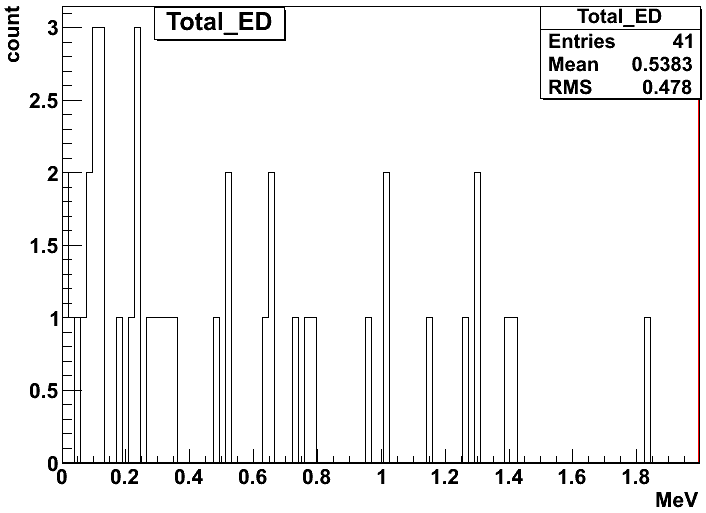 Total_ED
Total_ED
Entries 41
Mean 0.5383
RMS 0.478
count
3
2.5
2
1.5
1
0.5
0
0 0.2 0.4 0.6 0.8 1 1.2 1.4 1.6 1.8
MeV